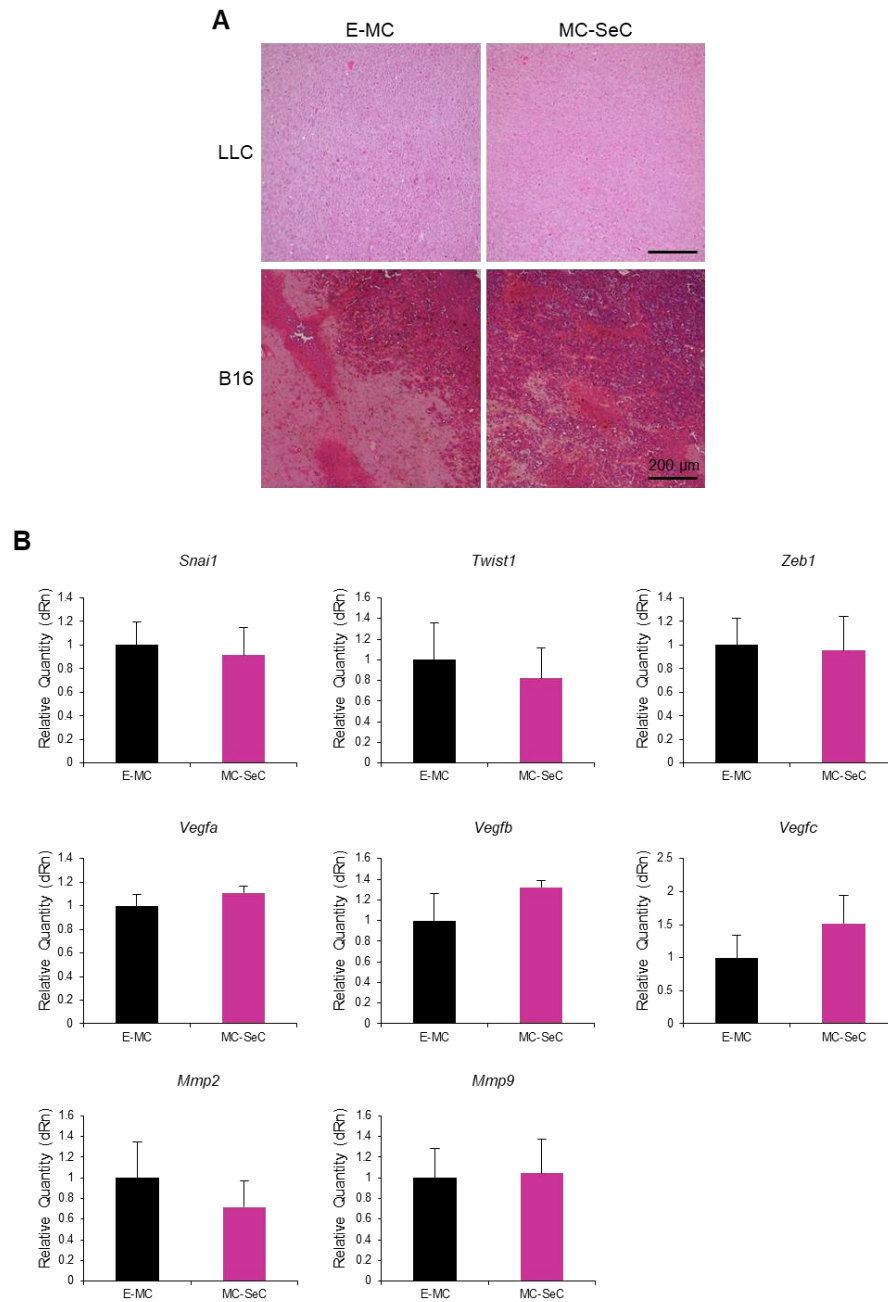 A
E-MC MC-SeC
LLC
B16
200 µm
B
Snai1
Relative Quantity (dRn)
1.4
1.2
1
0.8
0.6
0.4
0.2
0
E-MC MC-SeC
Twist1
Relative Quantity (dRn)
1.6
1.4
1.2
1
0.8
0.6
0.4
0.2
0
E-MC MC-SeC
Zeb1
Relative Quantity (dRn)
1.4
1.2
1
0.8
0.6
0.4
0.2
0
E-MC MC-SeC
Vegfa
Relative Quantity (dRn)
1.4
1.2
1
0.8
0.6
0.4
0.2
0
E-MC MC-SeC
Vegfb
Relative Quantity (dRn)
1.6
1.4
1.2
1
0.8
0.6
0.4
0.2
0
E-MC MC-SeC
Vegfc
Relative Quantity (dRn)
2.5
2
1.5
1
0.5
0
E-MC MC-SeC
Mmp2
Relative Quantity (dRn)
1.6
1.4
1.2
1
0.8
0.6
0.4
0.2
0
E-MC MC-SeC
Mmp9
Relative Quantity (dRn)
1.6
1.4
1.2
1
0.8
0.6
0.4
0.2
0
E-MC MC-SeC